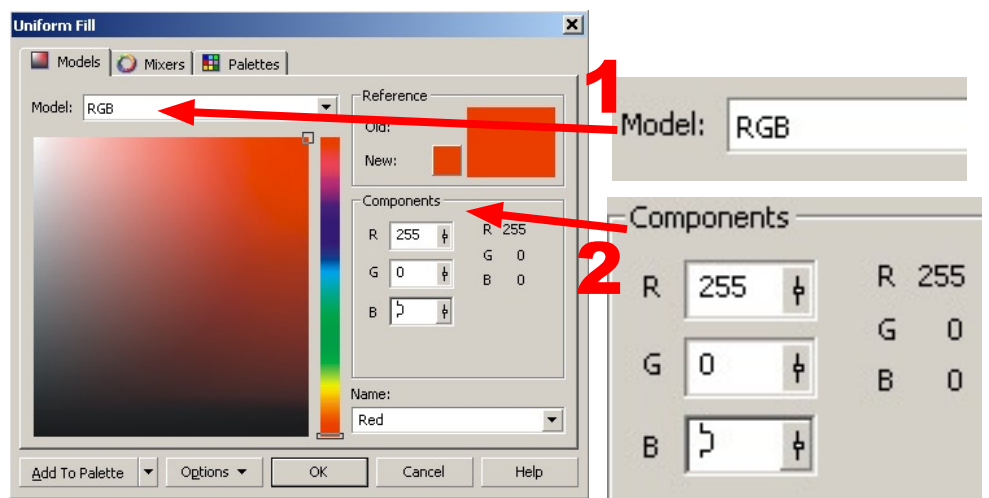 Uniform Fill
Models Mixers Palettes
Model: RGB
Reference
Old:
New:
Components
R 255 R 255
G 0 G 0
B B 0
Name:
Red
Add To Palette Options OK Cancel Help
1
Model: RGB
2
Components
R 255 R 255
G 0 G 0
B B 0